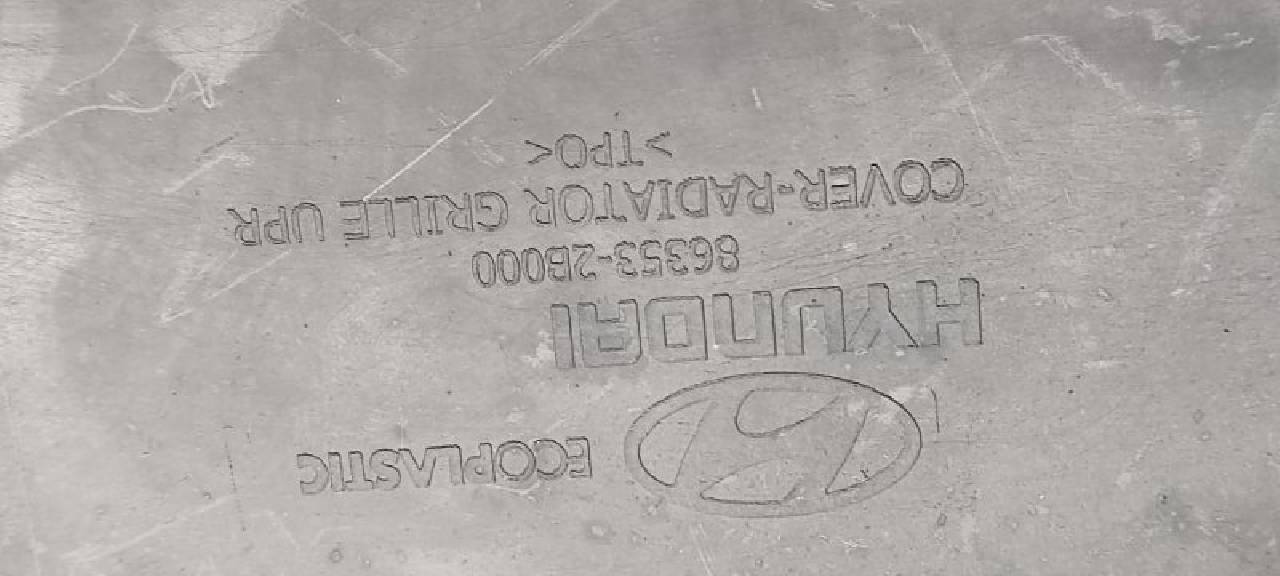 ECOPLASTIC
HYUNDAI
86353-2B000
COVER-RADIATOR GRILLE UPR
>TPO<